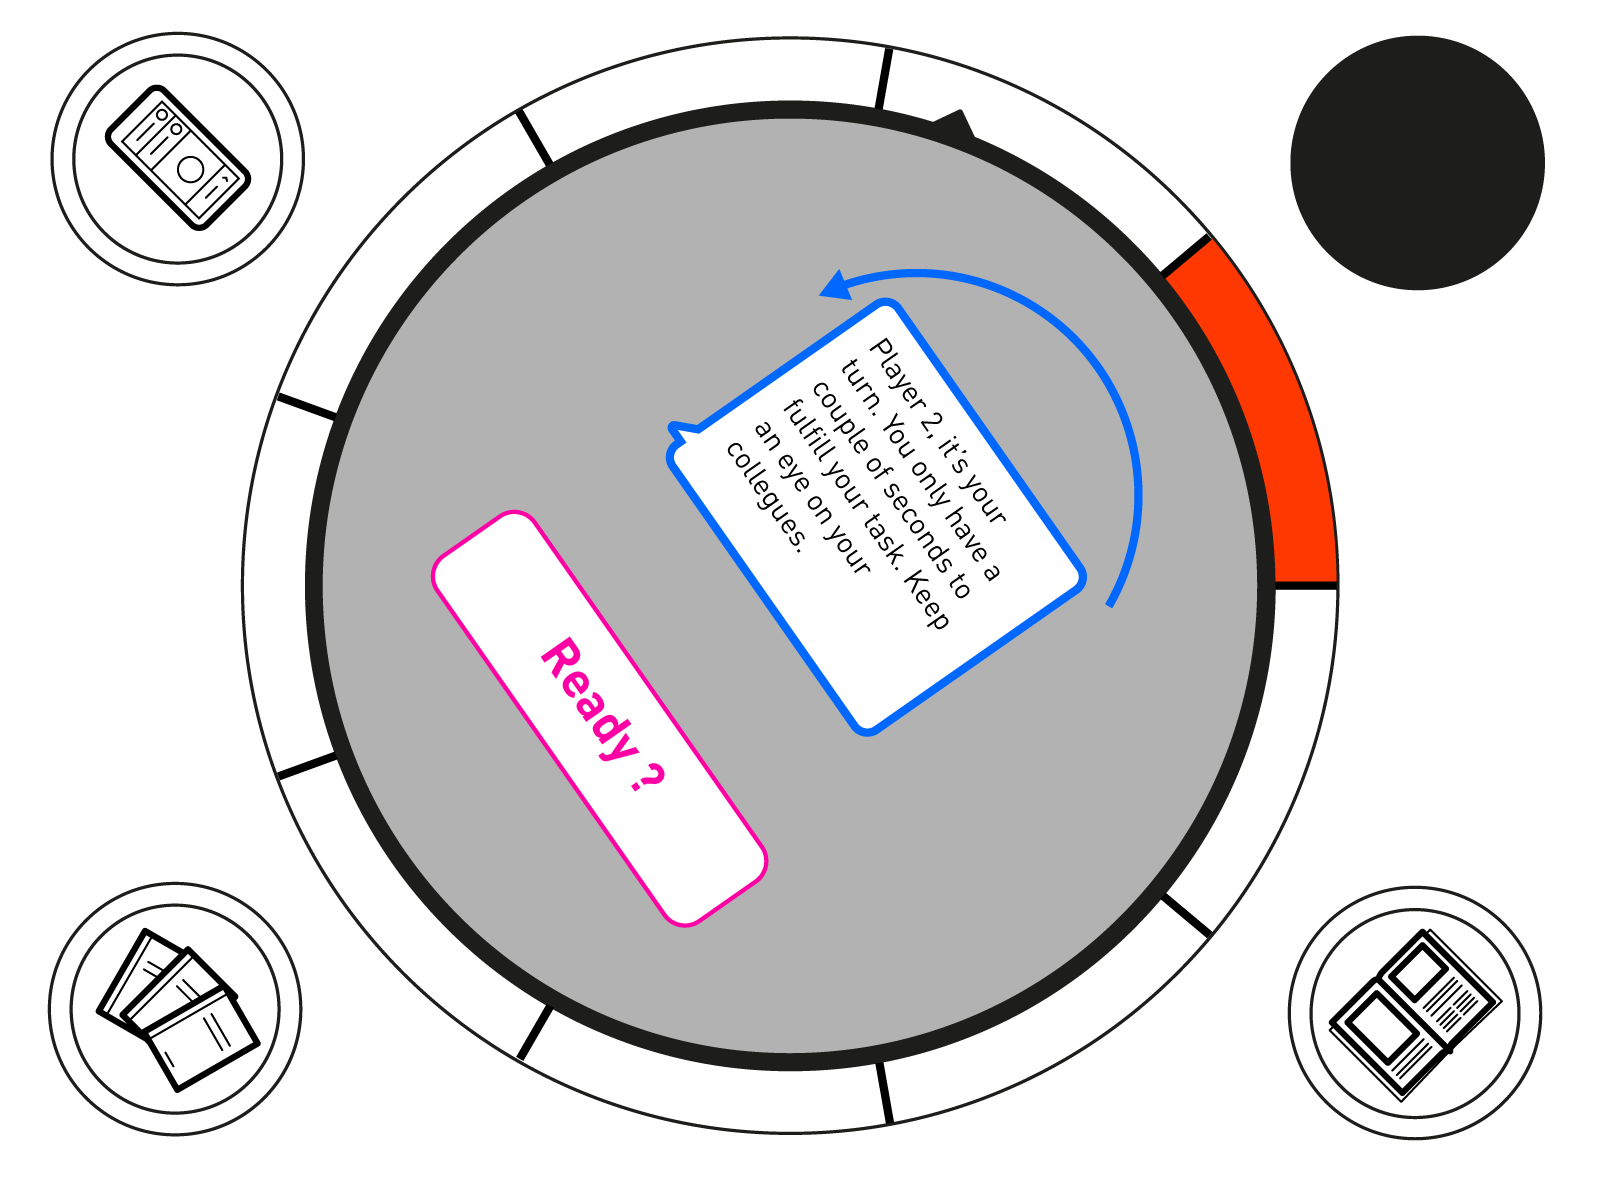 Player 2, it's your
turn. You only have a
couple of seconds to
fulfill your task. Keep
an eye on your
collegues.
Ready ?